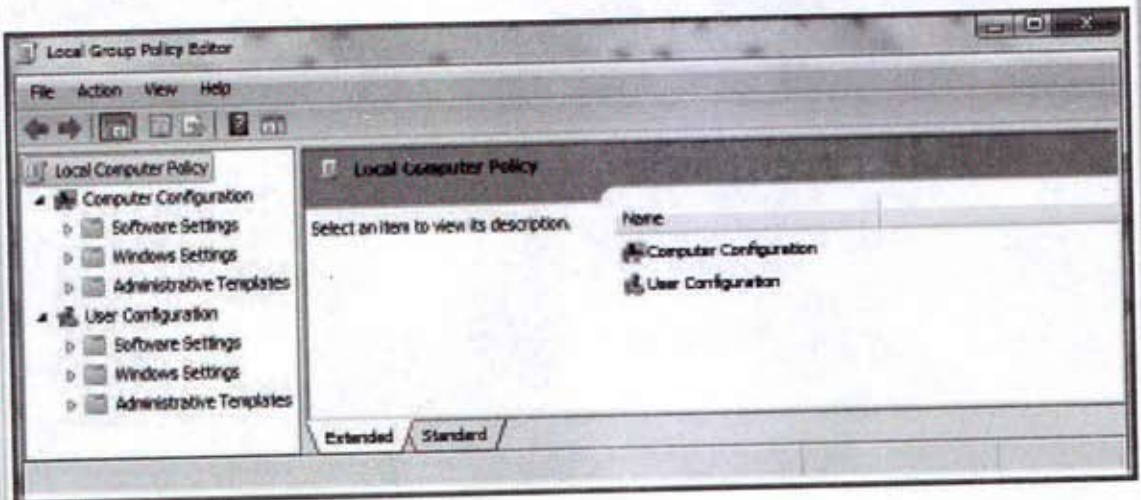 Local Group Policy Editor
File Action View Help
Local Computer Policy
Computer Configuration
Software Settings
Windows Settings
Administrative Templates
User Configuration
Software Settings
Windows Settings
Administrative Templates
Local Computer Policy
Select an item to view its description.
Name
Computer Configuration
User Configuration
Extended Standard